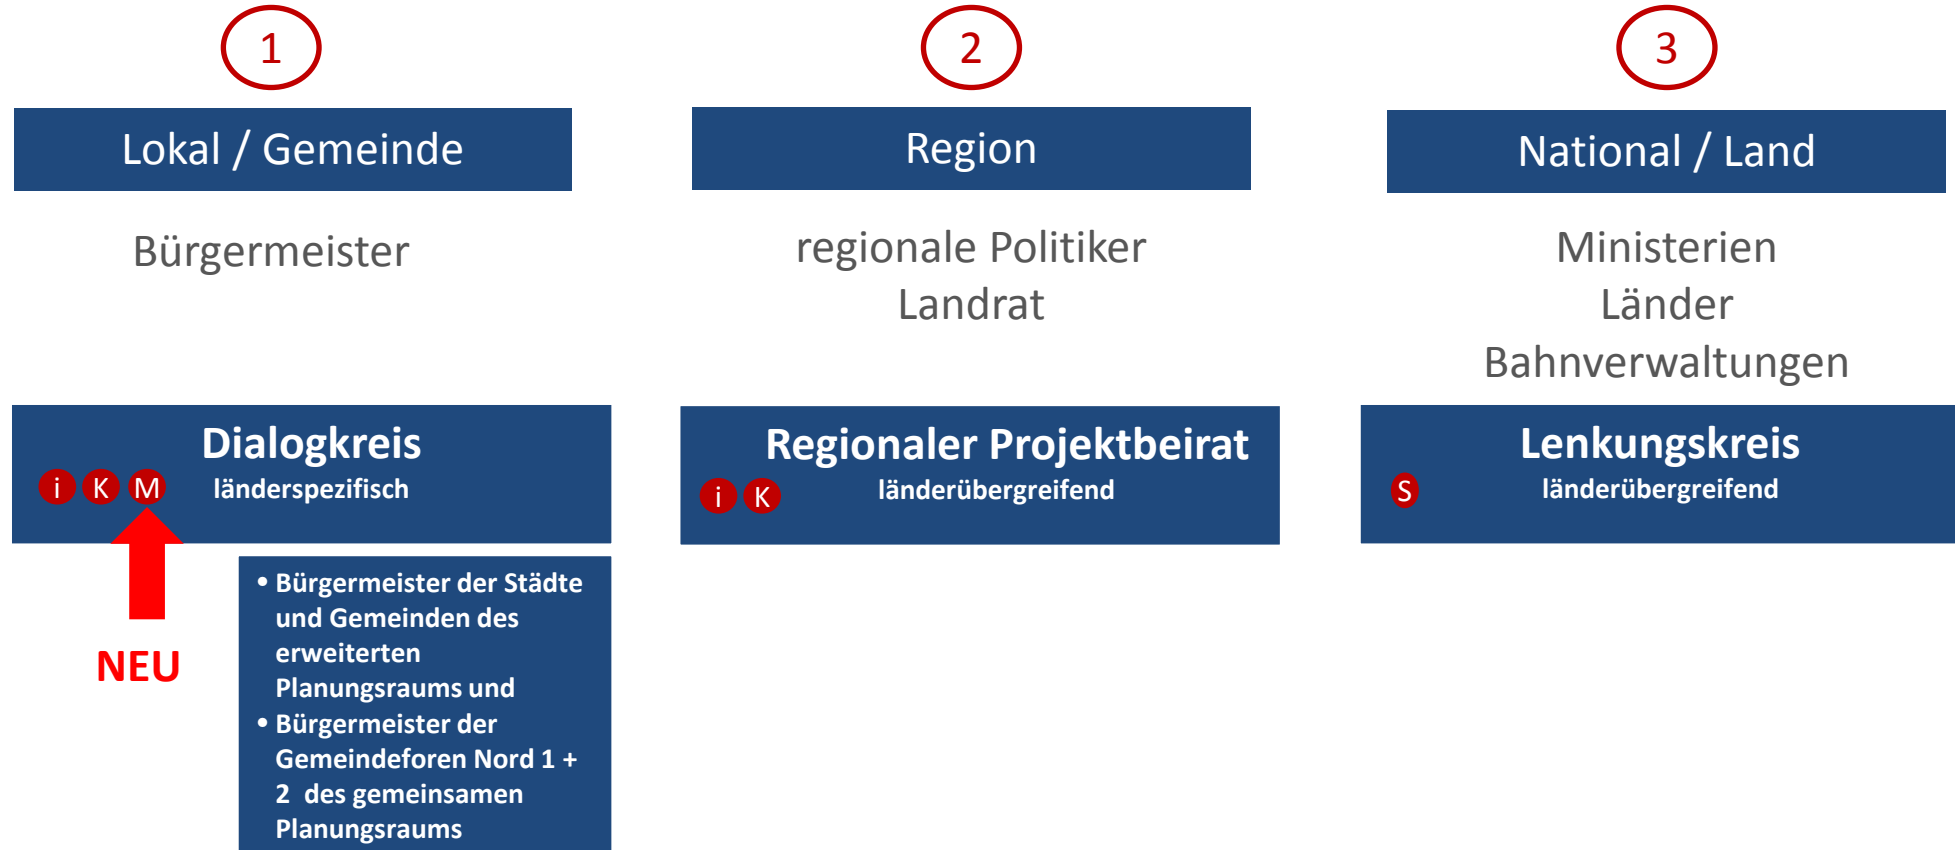 1
Lokal / Gemeinde
Bürgermeister
Dialogkreis
i K M länderspezifisch
NEU
• Bürgermeister der Städte
und Gemeinden des
erweiterten
Planungsraums und
• Bürgermeister der
Gemeindeforen Nord 1 +
2 des gemeinsamen
Planungsraums
2
Region
regionale Politiker
Landrat
Regionaler Projektbeirat
i K länderübergreifend
3
National / Land
Ministerien
Länder
Bahnverwaltungen
Lenkungskreis
S länderübergreifend